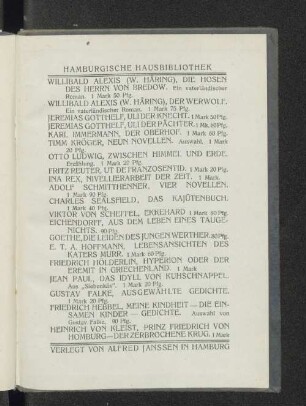 HAMBURGISCHE HAUSBIBLIOTHEK
WILLIBALD ALEXIS (W. HÄRING), DIE HOSEN
DES HERRN VON BREDOW. Ein vaterländischer
Roman. 1 Mark 50 Pfg.
WILLIBALD ALEXIS (W. HÄRING), DER WERWOLF.
Ein vaterländischer Roman. 1 Mark 75 Pfg.
JEREMIAS GOTTHELF, ULI DER KNECHT. 1 Mark 50 Pfg.
JEREMIAS GOTTHELF, ULI DER PÄCHTER. 1 Mk. Pfg.
KARL IMMERMANN, DER OBERHOF. 1 Mark Pfg.
TIMM KRÖGER, NEUN NOVELLEN. Auswahl. 1 Mark
20 Pfg.
OTTO LUDWIG, ZWISCHEN HIMMEL UND ERDE.
Erzählung. 1 Mark 20 Pfg.
FRITZ REUTER, UT DE FRANZOSENTID. 1 Mark 20 Pfg.
INA REX, NIVELLIERARBEIT DER ZEIT. 1 Mark
ADOLF SCHMITTHENNER, VIER NOVELLEN.
1 Mark Pfg.
CHARLES SEALSFIELD, DAS KAJÜTENBUCH.
1 Mark 40 Pfg.
VIKTOR VON SCHEFFEL, EKKEHARD. 1 Mark Pfg.
EICHENDORFF, AUS DEM LEBEN EINES TAUGE-
NICHTS. Pfg.
GOETHE, DIE LEIDEN DES JUNGEN WERTHER. Pfg.
E. T. A. HOFFMANN, LEBENSANSICHTEN DES
KATERS MURR. 1 Mark Pfg.
FRIEDRICH HÖLDERLIN, HYPERION ODER DER
EREMIT IN GRIECHENLAND. 1 Mark
JEAN PAUL, DAS IDYLL VON KUHSCHNAPPEL.
Aus „Siebenkäs“. 1 Mark 20 Pfg.
GUSTAV FALKE, AUSGEWÄHLTE GEDICHTE.
1 Mark Pfg.
FRIEDRICH HEBBEL, MEINE KINDHEIT — DIE EIN-
SAMEN KINDER — GEDICHTE. Auswahl von
Gustav Falke. 90 Pfg.
HEINRICH VON KLEIST, PRINZ FRIEDRICH VON
HOMBURG—DER ZERBROCHENE KRUG. 1 Mark
VERLEGT VON ALFRED JANSSEN IN HAMBURG